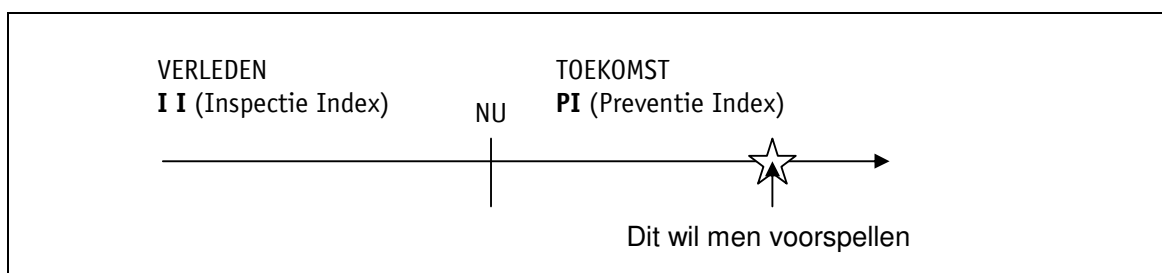 VERLEDEN
I I (Inspectie Index)
NU
TOEKOMST
PI (Preventie Index)
Dit wil men voorspellen